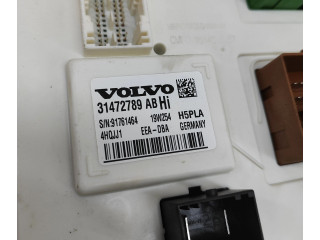 VOLVO
31472789 AB Hi
S/N:91761464 19W254 H5PLA
4HQJJ1 EEA-DBA GERMANY